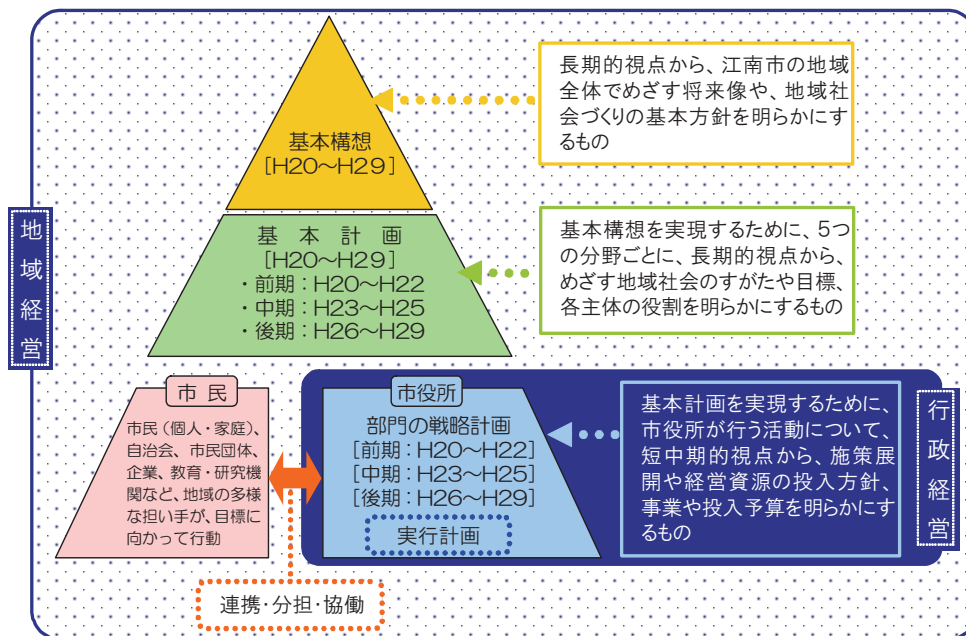 長期的視点から、江南市の地域
全体でめざす将来像や、地域社
会づくりの基本方針を明らかにす
るもの
基本構想
[H20～H29]
地域経営
基本計画
[H20～H29]
・前期：H20～H22
・中期：H23～H25
・後期：H26～H29
基本構想を実現するために、5つ
の分野ごとに、長期的視点から、
めざす地域社会のすがたや目標、
各主体の役割を明らかにするもの
市民
市民（個人・家庭）、
自治会、市民団体、
企業、教育・研究機
関など、地域の多様
な担い手が、目標に
向かって行動
市役所
部門の戦略計画
[前期：H20～H22]
[中期：H23～H25]
[後期：H26～H29]
実行計画
基本計画を実現するために、
市役所が行う活動について、
短中期的視点から、施策展
開や経営資源の投入方針、
事業や投入予算を明らかにす
るもの
行政経営
連携・分担・協働